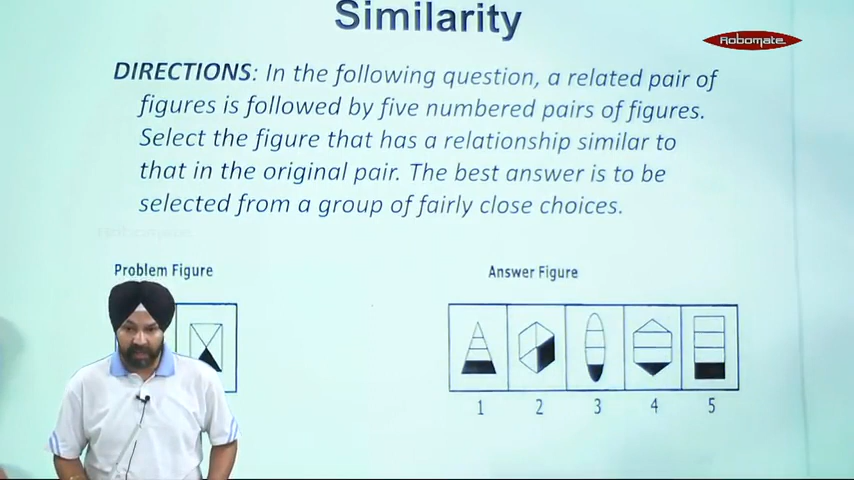 Similarity
Robomate
DIRECTIONS: In the following question, a related pair of
figures is followed by five numbered pairs of figures.
Select the figure that has a relationship similar to
that in the original pair. The best answer is to be
selected from a group of fairly close choices.
Problem Figure
Answer Figure
1 2 3 4 5